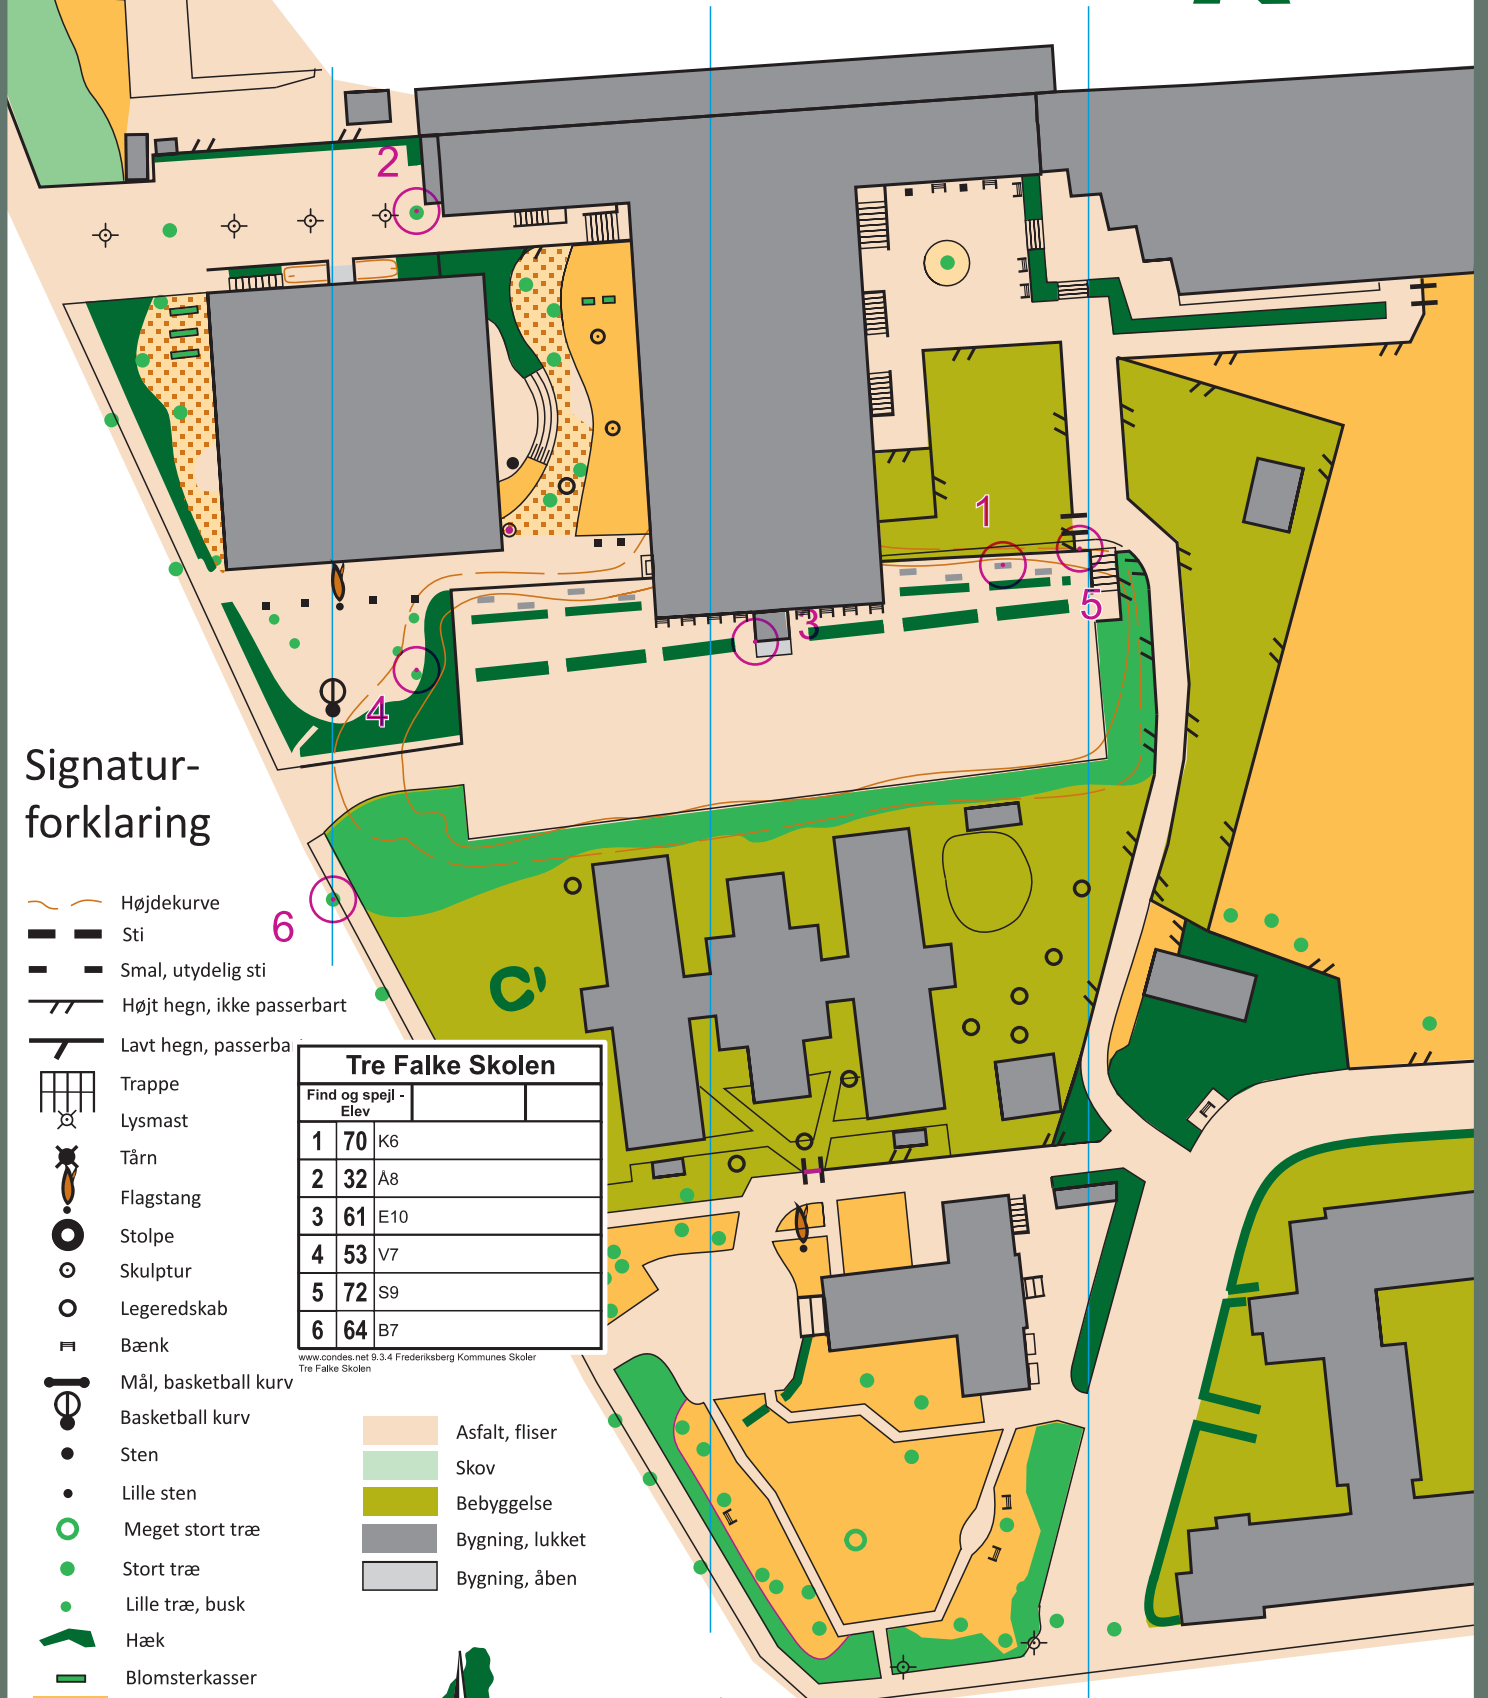 2
1
3
5
4
6
Signatur-
forklaring
Højdekurve
Sti
Smal, utydelig sti
Højt hegn, ikke passerbart
Lavt hegn, passerba
Trappe
Lysmast
Tårn
Flagstang
Stolpe
Skulptur
Legeredskab
Bænk
Mål, basketball kurv
Basketball kurv
Sten
Lille sten
Meget stort træ
Stort træ
Lille træ, busk
Hæk
Blomsterkasser
Tre Falke Skolen
Find og spejl -
Elev
1 70 K6
2 32 Å8
3 61 E10
4 53 V7
5 72 S9
6 64 B7
www.condes.net 9.3.4 Frederiksberg Kommunes Skoler
Tre Falke Skolen
Asfalt, fliser
Skov
Bebyggelse
Bygning, lukket
Bygning, åben